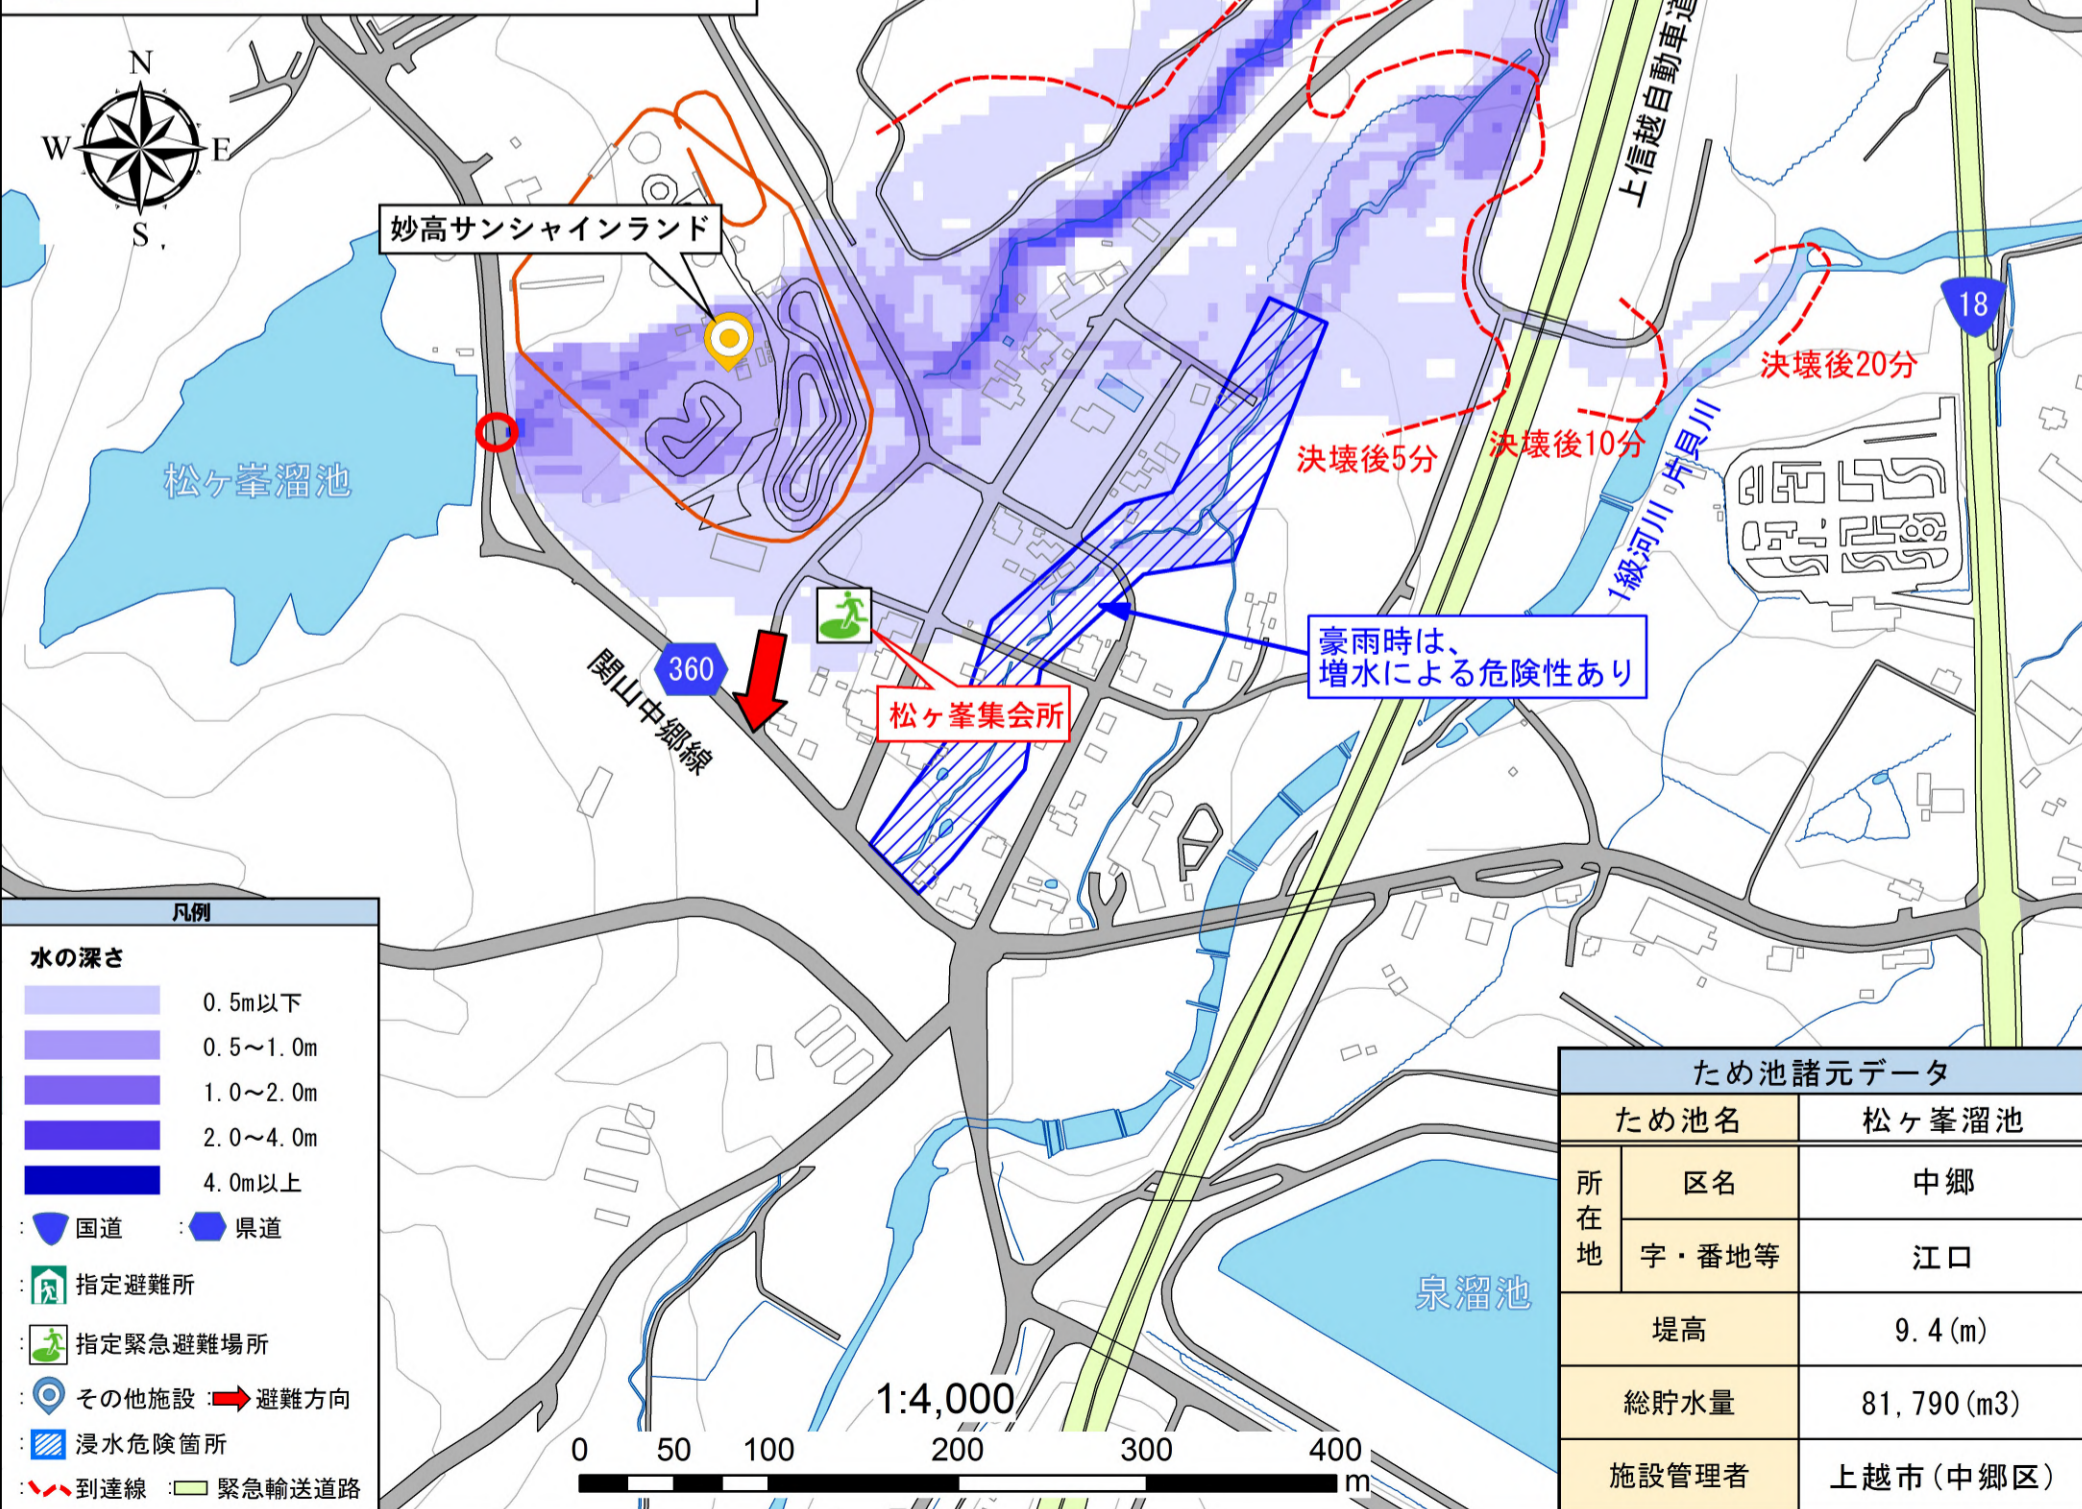 N
W
E
S
上信越自動車道
妙高サンシャインランド
18
決壊後20分
決壊後5分
決壊後10分
松ヶ峯溜池
1級河川 片貝川
豪雨時は、
増水による危険性あり
360
関山中郷線
松ヶ峯集会所
凡例
水の深さ
0.5m以下
0.5～1.0m
1.0～2.0m
2.0～4.0m
4.0m以上
:国道 :県道
:指定避難所
:指定緊急避難場所
:その他施設 :避難方向
:浸水危険箇所
:到達線 :緊急輸送道路
泉溜池
1:4,000
0 50 100 200 300 400
m
ため池諸元データ
ため池名 松ヶ峯溜池
所在地 区名 中郷
字・番地等 江口
堤高 9.4(m)
総貯水量 81,790(m3)
施設管理者 上越市(中郷区)